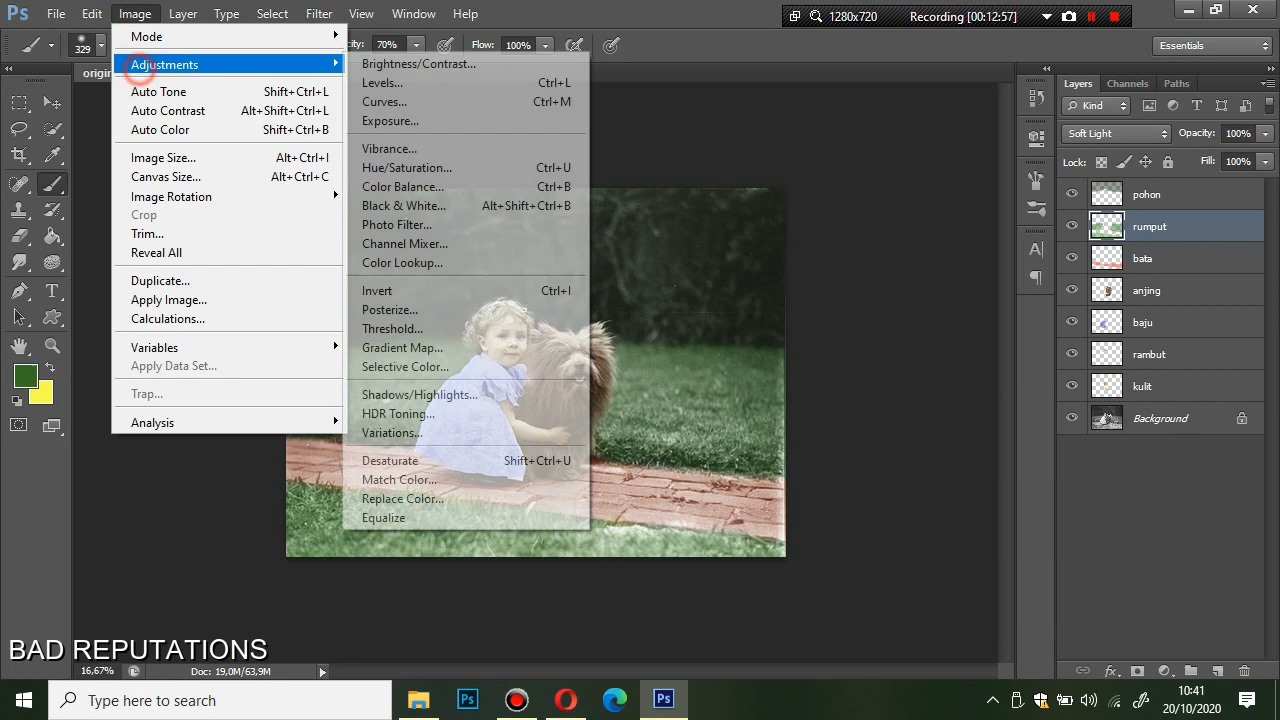 Ps File Edit Image Layer Type Select Filter View Window Help
1280x720 Recording [00:12:57]
329 70% Flow: 100% Essentials
Mode
Adjustments
Auto Tone Shift+Ctrl+L
Auto Contrast Alt+Shift+Ctrl+L
Auto Color Shift+Ctrl+B
Image Size... Alt+Ctrl+I
Canvas Size... Alt+Ctrl+C
Image Rotation
Crop
Trim...
Reveal All
Duplicate...
Apply Image...
Calculations...
Variables
Apply Data Set...
Trap...
Analysis
Brightness/Contrast...
Levels... Ctrl+L
Curves... Ctrl+M
Exposure...
Vibrance...
Hue/Saturation... Ctrl+U
Color Balance... Ctrl+B
Black & White... Alt+Shift+Ctrl+B
Photo Filter...
Channel Mixer...
Color Lookup...
Invert Ctrl+I
Posterize...
Threshold...
Gradient Map...
Selective Color...
Shadows/Highlights...
HDR Toning...
Variations...
Desaturate Shift+Ctrl+U
Match Color...
Replace Color...
Equalize
Layers Channels Paths
Kind
Soft Light Opacity: 100%
Lock: Fill: 100%
pohon
rumput
bata
anjing
baju
rambut
kulit
Background
BAD REPUTATIONS
16,67% Doc: 19,0M/63,9M
Type here to search
Ps
Ps
10:41
20/10/2020